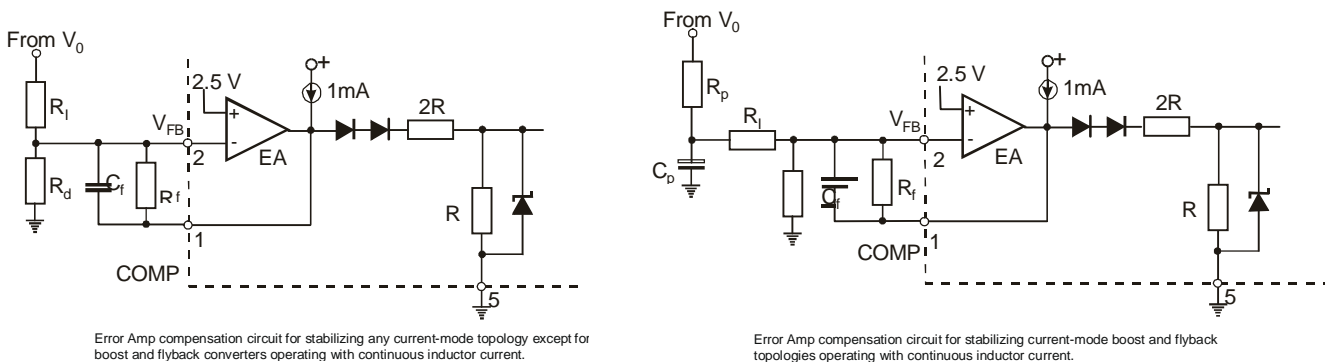 From V0
2.5 V
1mA
2R
RI
VFB
+
-
EA
2
Rd
Cf
Rf
R
1
COMP
5
Error Amp compensation circuit for stabilizing any current-mode topology except for
boost and flyback converters operating with continuous inductor current.
From V0
Rp
2.5 V
1mA
2R
RI
VFB
+
-
EA
2
Cp
Cf
Rf
R
1
COMP
5
Error Amp compensation circuit for stabilizing current-mode boost and flyback
topologies operating with continuous inductor current.